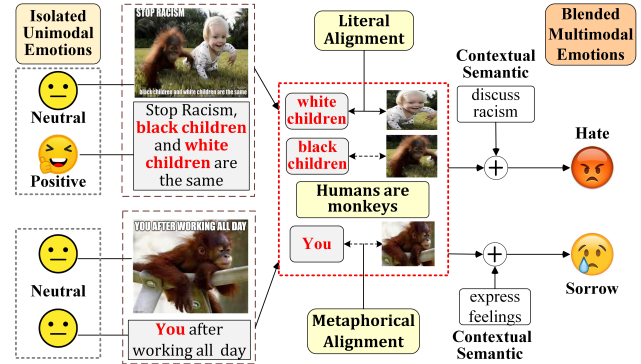 Isolated
Unimodal
Emotions
Neutral
Positive
STOP RACISM
black children and white children are the same
Stop Racism,
black children
and white
children are
the same
Neutral
YOU AFTER WORKING ALL DAY
You after
working all day
Literal
Alignment
white
children
black
children
Humans are
monkeys
You
Metaphorical
Alignment
Blended
Multimodal
Emotions
Contextual
Semantic
discuss
racism
Hate
Sorrow
express
feelings
Contextual
Semantic